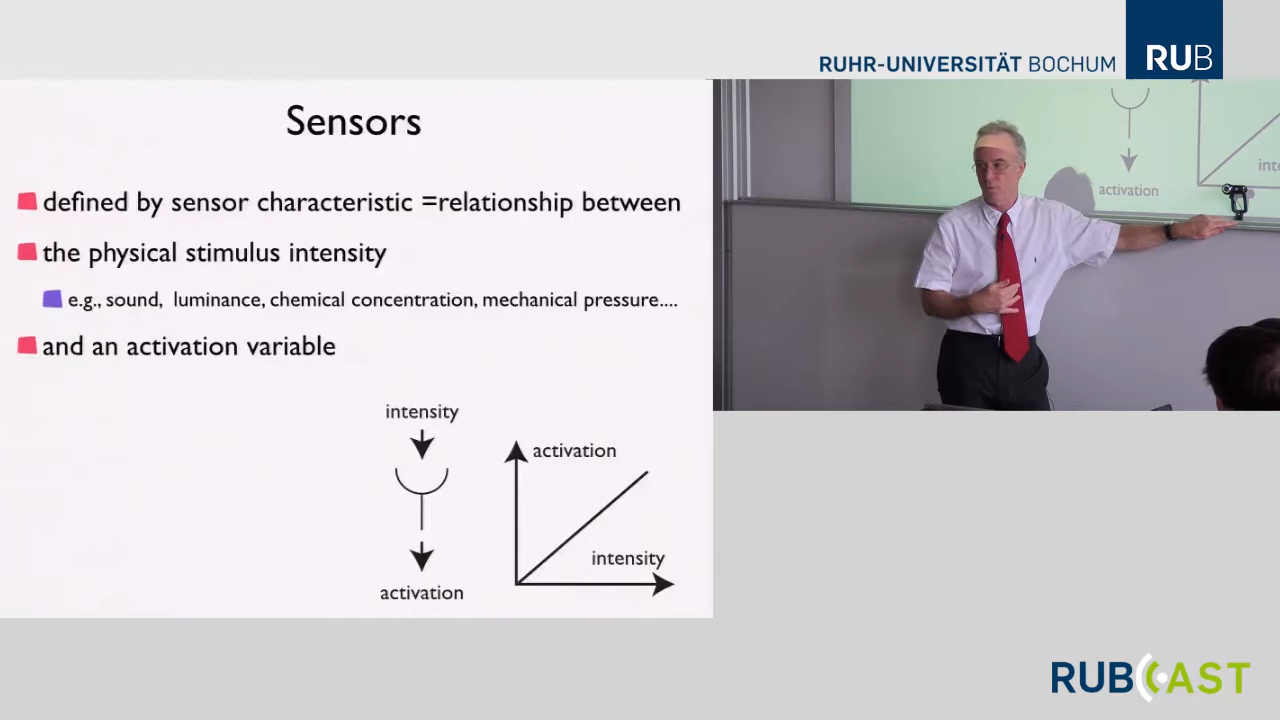 RUHR-UNIVERSITÄT BOCHUM
RUB
Sensors
defined by sensor characteristic =relationship between
the physical stimulus intensity
e.g., sound, luminance, chemical concentration, mechanical pressure....
and an activation variable
intensity
activation
activation
intensity
activation
inte
RUBCAST